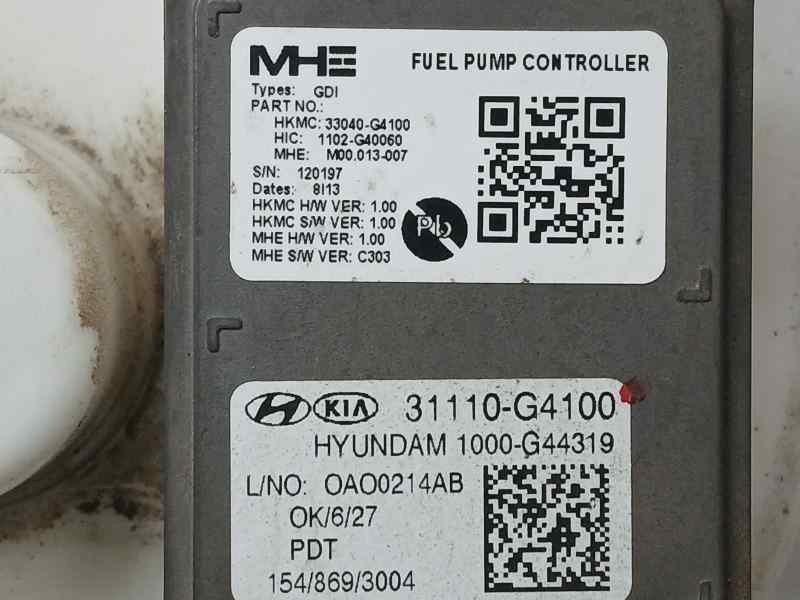 MHE FUEL PUMP CONTROLLER
Types: GDI
PART NO.:
HKMC: 33040-G4100
HIC: 1102-G40060
MHE: M00.013-007
S/N: 120197
Dates: 8I13
HKMC H/W VER: 1.00
HKMC S/W VER: 1.00
MHE H/W VER: 1.00
MHE S/W VER: C303
Pb
KIA 31110-G4100
HYUNDAM 1000-G44319
L/NO: OAO0214AB
OK/6/27
PDT
154/869/3004